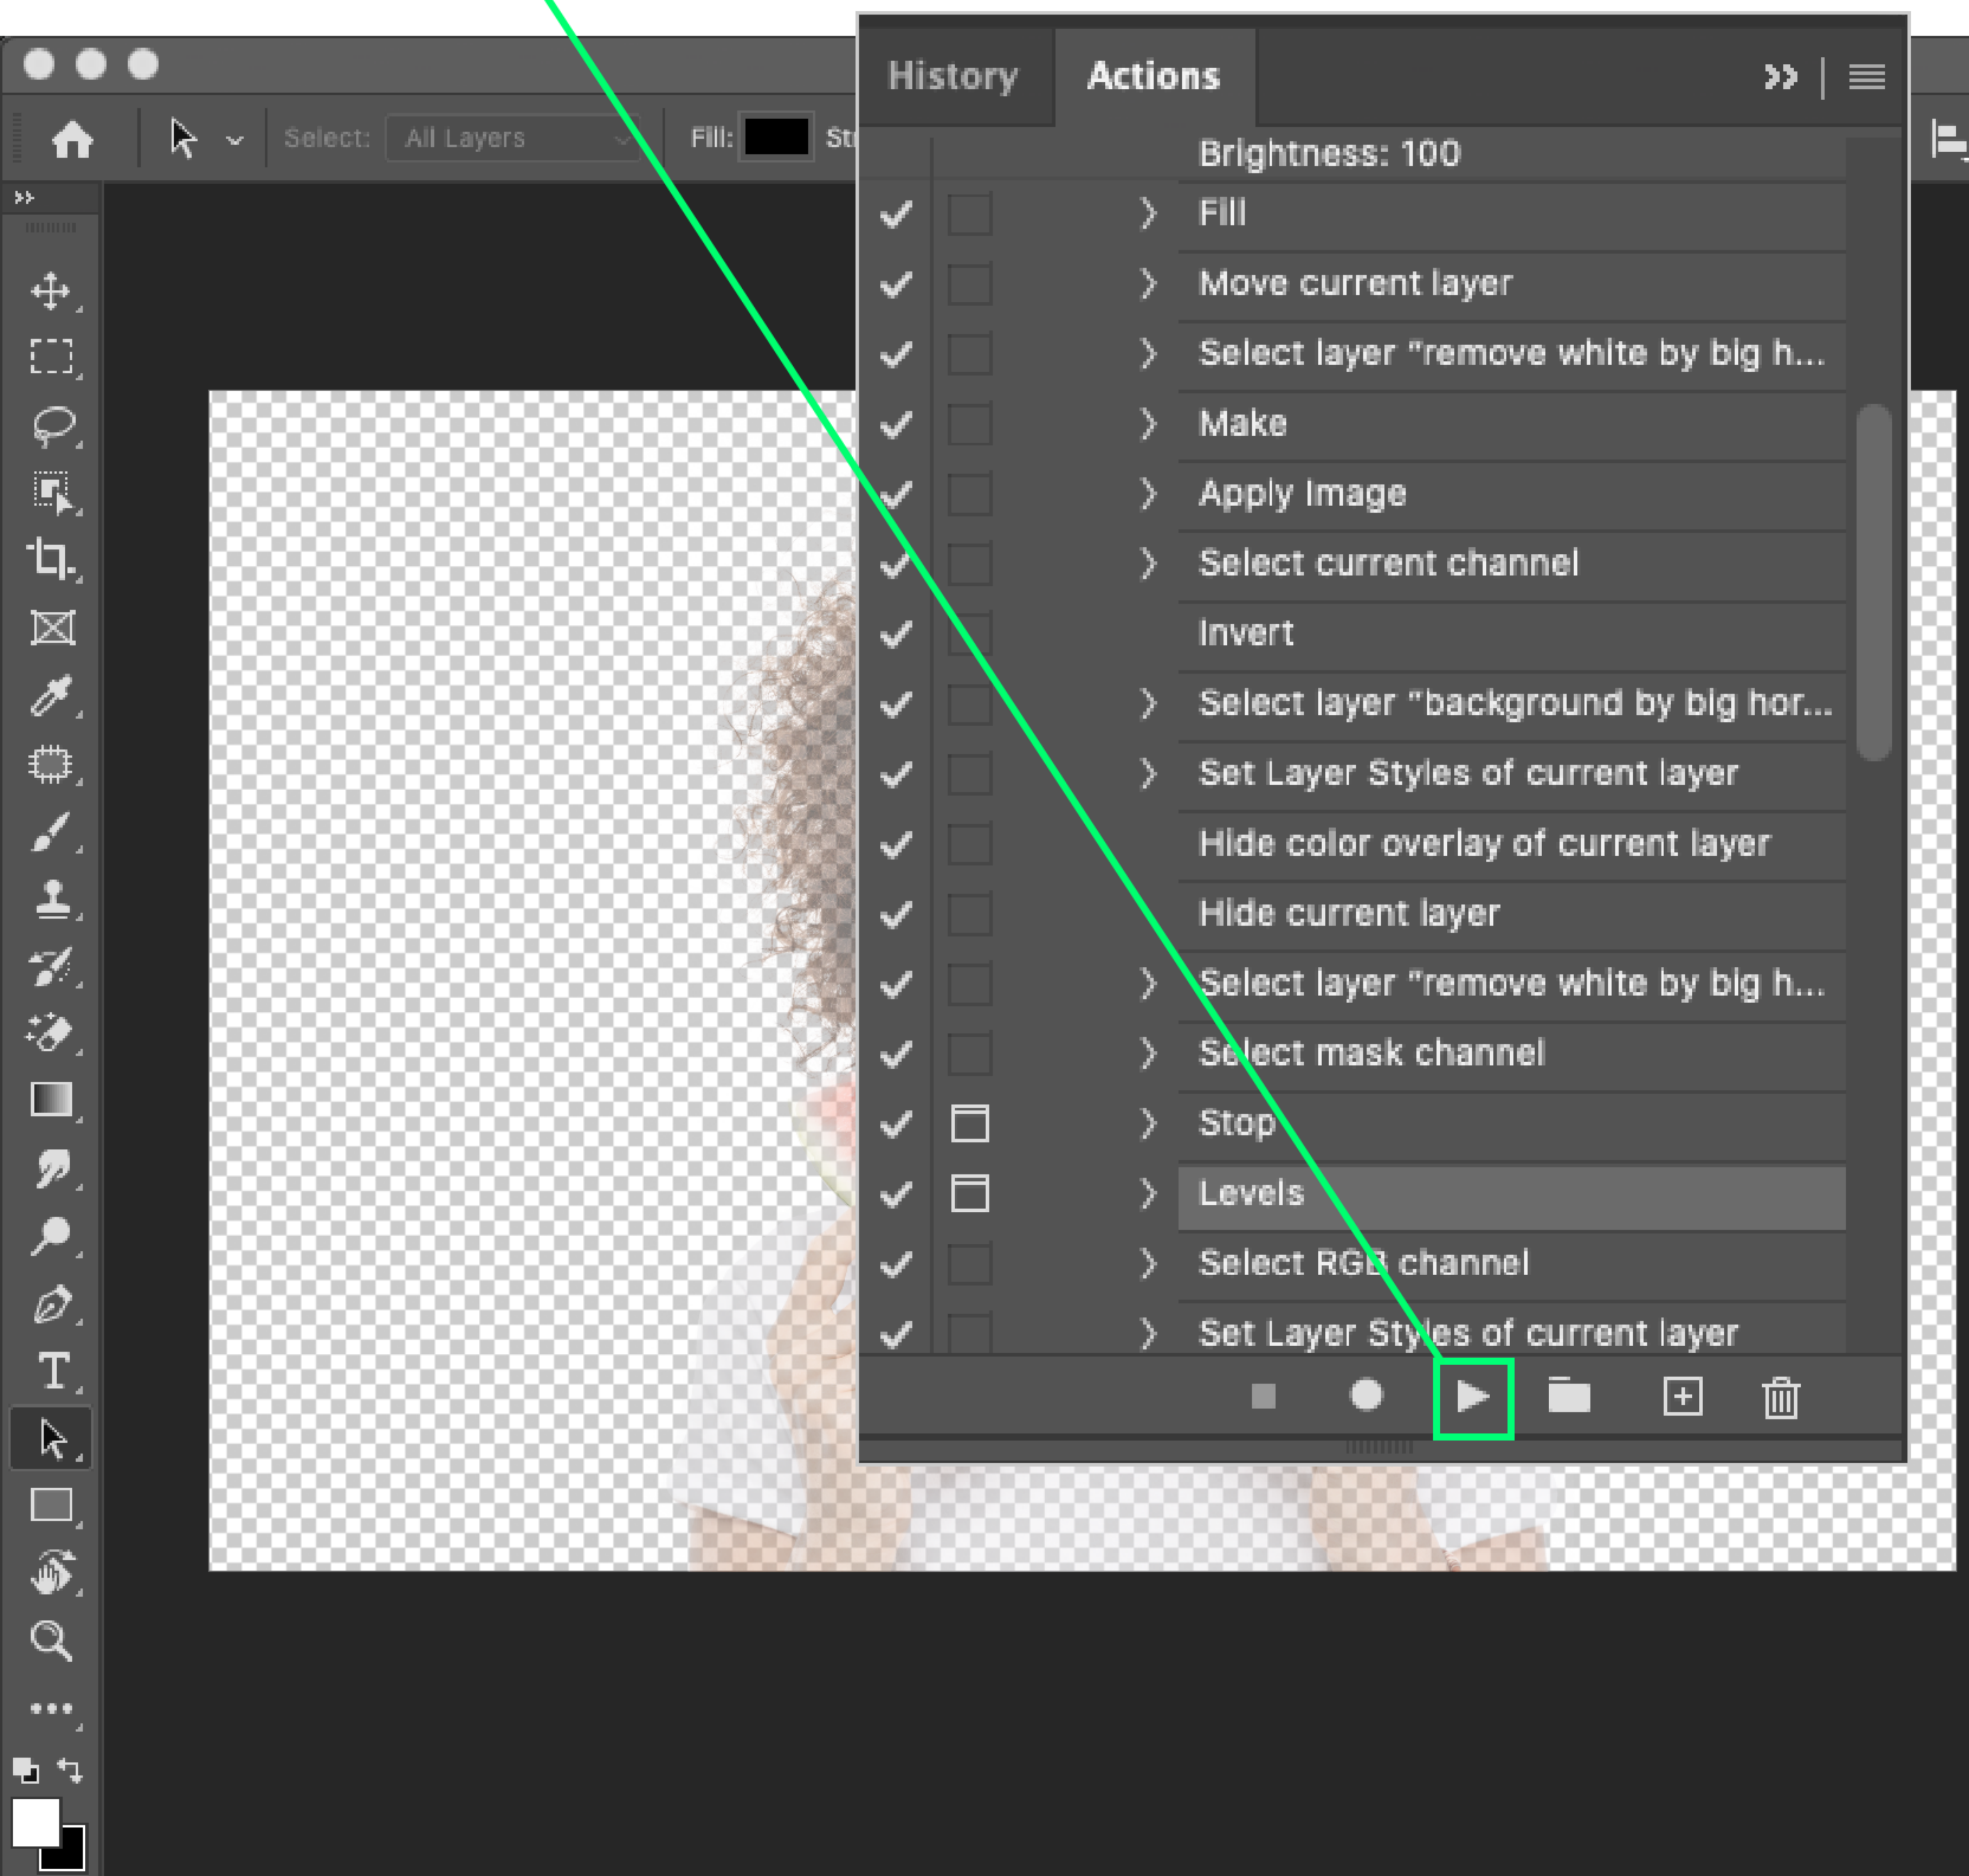 History Actions
Select: All Layers Fill:
Brightness: 100
Fill
Move current layer
Select layer "remove white by big h...
Make
Apply Image
Select current channel
Invert
Select layer "background by big hor...
Set Layer Styles of current layer
Hide color overlay of current layer
Hide current layer
Select layer "remove white by big h...
Select mask channel
Stop
Levels
Select RGB channel
Set Layer Styles of current layer